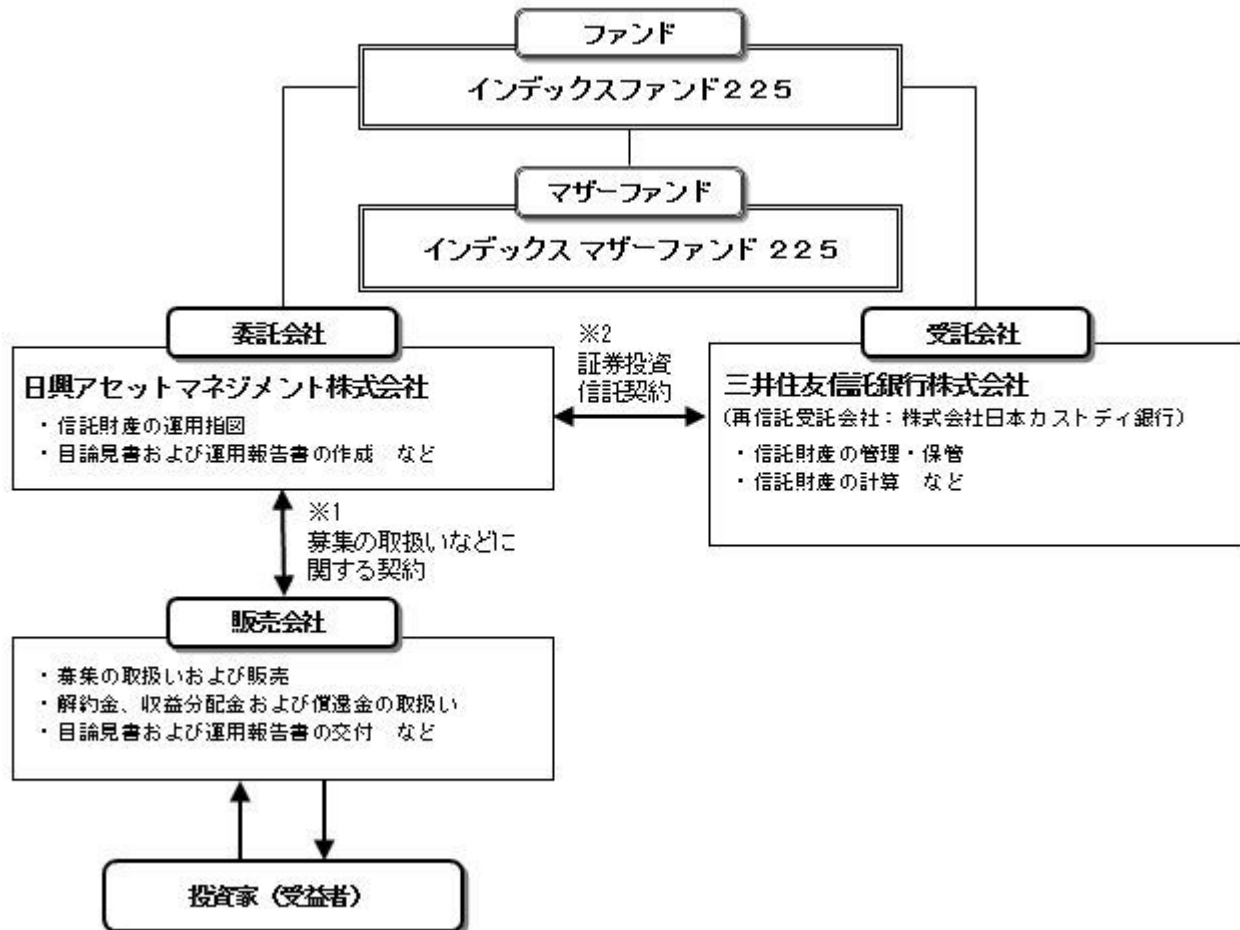 ファンド
インデックスファンド２２５
マザーファンド
インデックス マザーファンド ２２５
委託会社
日興アセットマネジメント株式会社
・信託財産の運用指図
・目論見書および運用報告書の作成　など
※2
証券投資
信託契約
受託会社
三井住友信託銀行株式会社
(再信託受託会社：株式会社日本カストディ銀行)
・信託財産の管理・保管
・信託財産の計算　など
※1
募集の取扱いなどに
関する契約
販売会社
・募集の取扱いおよび販売
・解約金、収益分配金および償還金の取扱い
・目論見書および運用報告書の交付　など
投資家（受益者）